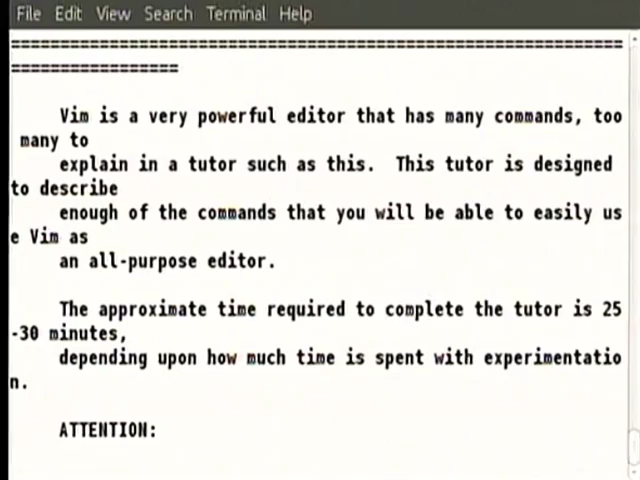 File Edit View Search Terminal Help
===============================================================
=================
Vim is a very powerful editor that has many commands, too
many to
explain in a tutor such as this.  This tutor is designed
to describe
enough of the commands that you will be able to easily us
e Vim as
an all-purpose editor.
The approximate time required to complete the tutor is 25
-30 minutes,
depending upon how much time is spent with experimentatio
n.
ATTENTION: